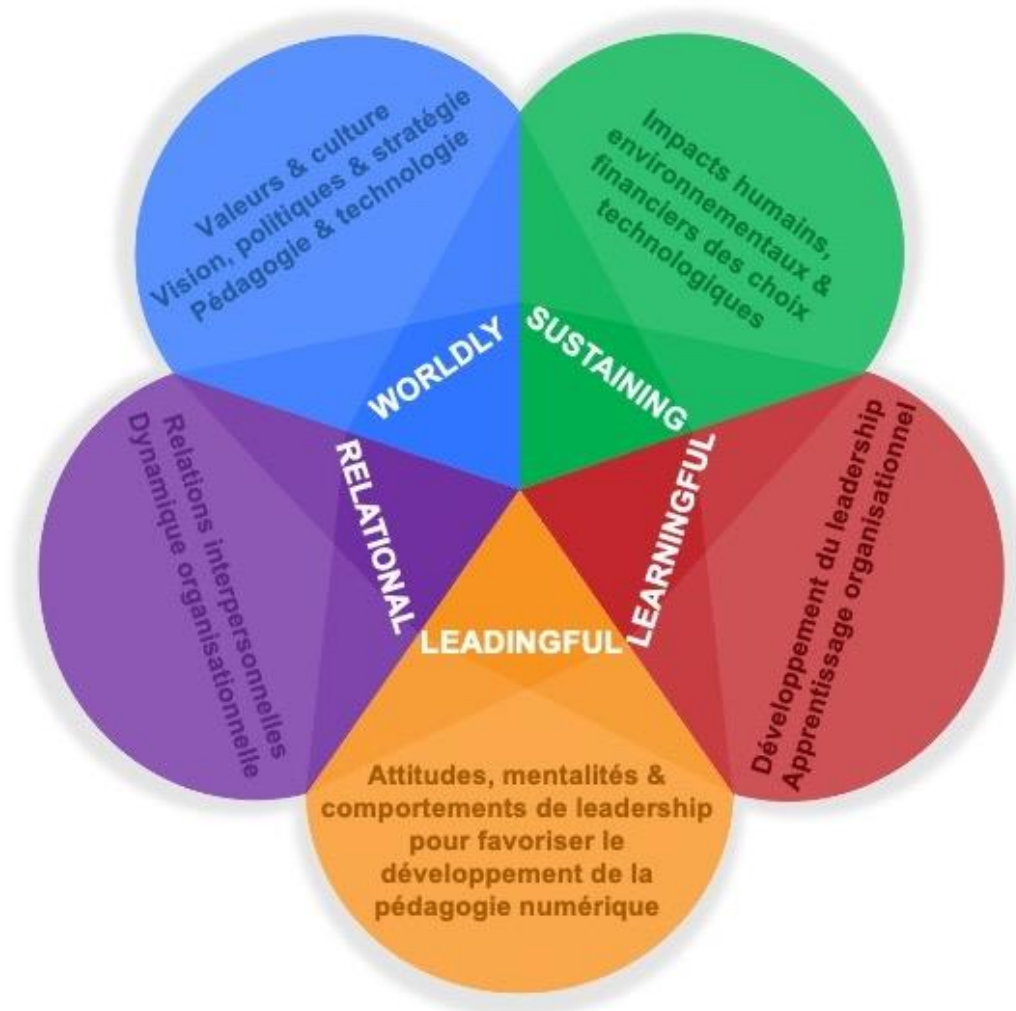 Valeurs & culture
Vision, politiques & stratégie
Pédagogie & technologie
WORLDLY
Impacts humains,
environnementaux &
financiers des choix
technologiques
SUSTAINING
Relations interpersonnelles
Dynamique organisationnelle
RELATIONAL
LEARNINGFUL
Développement du leadership
Apprentissage organisationnel
LEADINGFUL
Attitudes, mentalités &
comportements de leadership
pour favoriser le
développement de la
pédagogie numérique